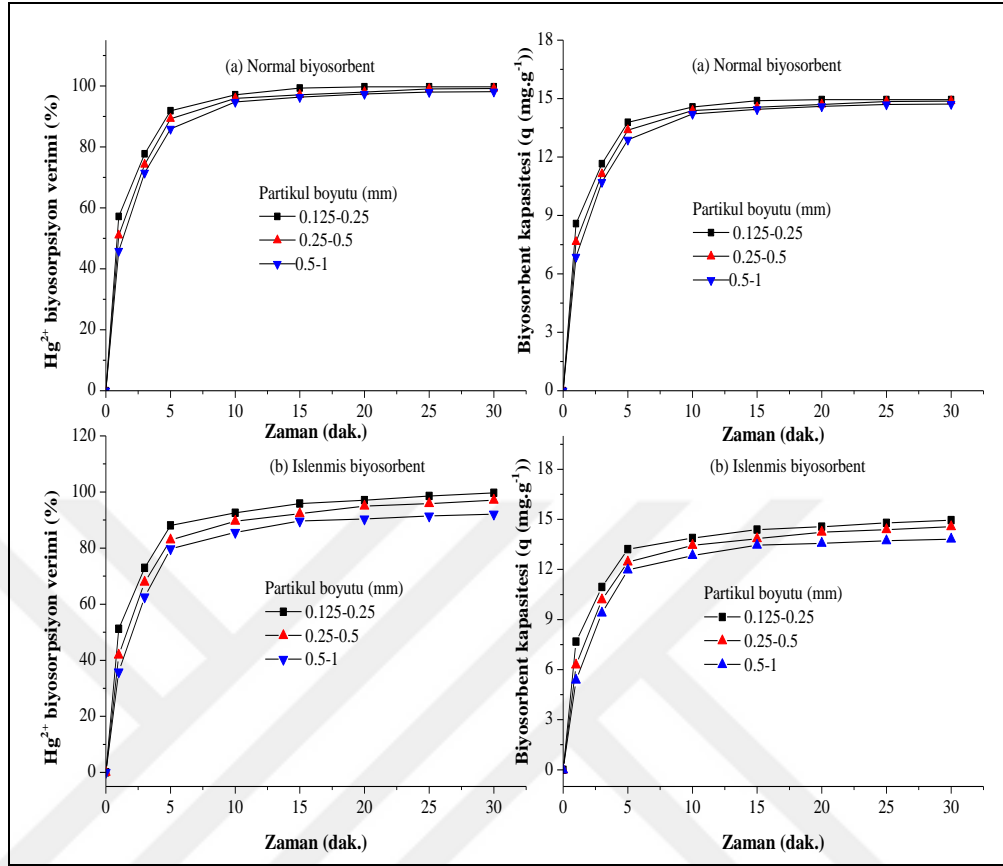 (a) Normal biyosorbent
Hg²⁺ biyosorpsiyon verimi (%)
100
80
60
40
20
0
Partikul boyutu (mm)
0.125-0.25
0.25-0.5
0.5-1
0 5 10 15 20 25 30
Zaman (dak.)
(a) Normal biyosorbent
Biyosorbent kapasitesi (q (mg.g⁻¹))
18
15
12
9
6
3
0
Partikul boyutu (mm)
0.125-0.25
0.25-0.5
0.5-1
0 5 10 15 20 25 30
Zaman (dak.)
(b) Islenmis biyosorbent
Hg²⁺ biyosorpsiyon verimi (%)
120
100
80
60
40
20
0
Partikul boyutu (mm)
0.125-0.25
0.25-0.5
0.5-1
0 5 10 15 20 25 30
Zaman (dak.)
(b) Islenmis biyosorbent
Biyosorbent kapasitesi (q (mg.g⁻¹))
18
15
12
9
6
3
0
Partikul boyutu (mm)
0.125-0.25
0.25-0.5
0.5-1
0 5 10 15 20 25 30
Zaman (dak.)